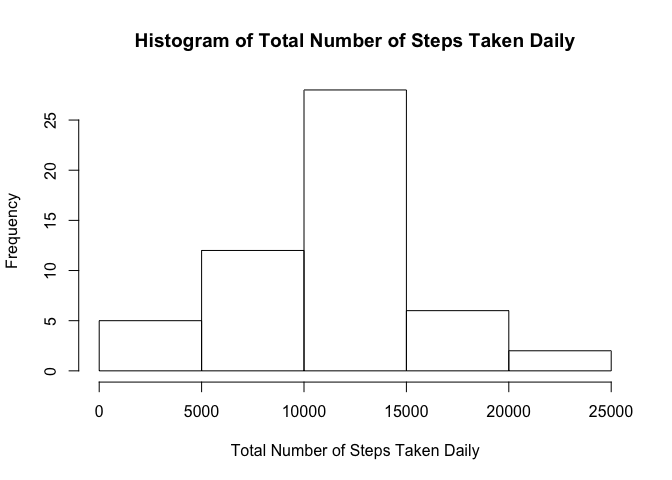 Histogram of Total Number of Steps Taken Daily
25
20
15
10
5
0
Frequency
0 5000 10000 15000 20000 25000
Total Number of Steps Taken Daily